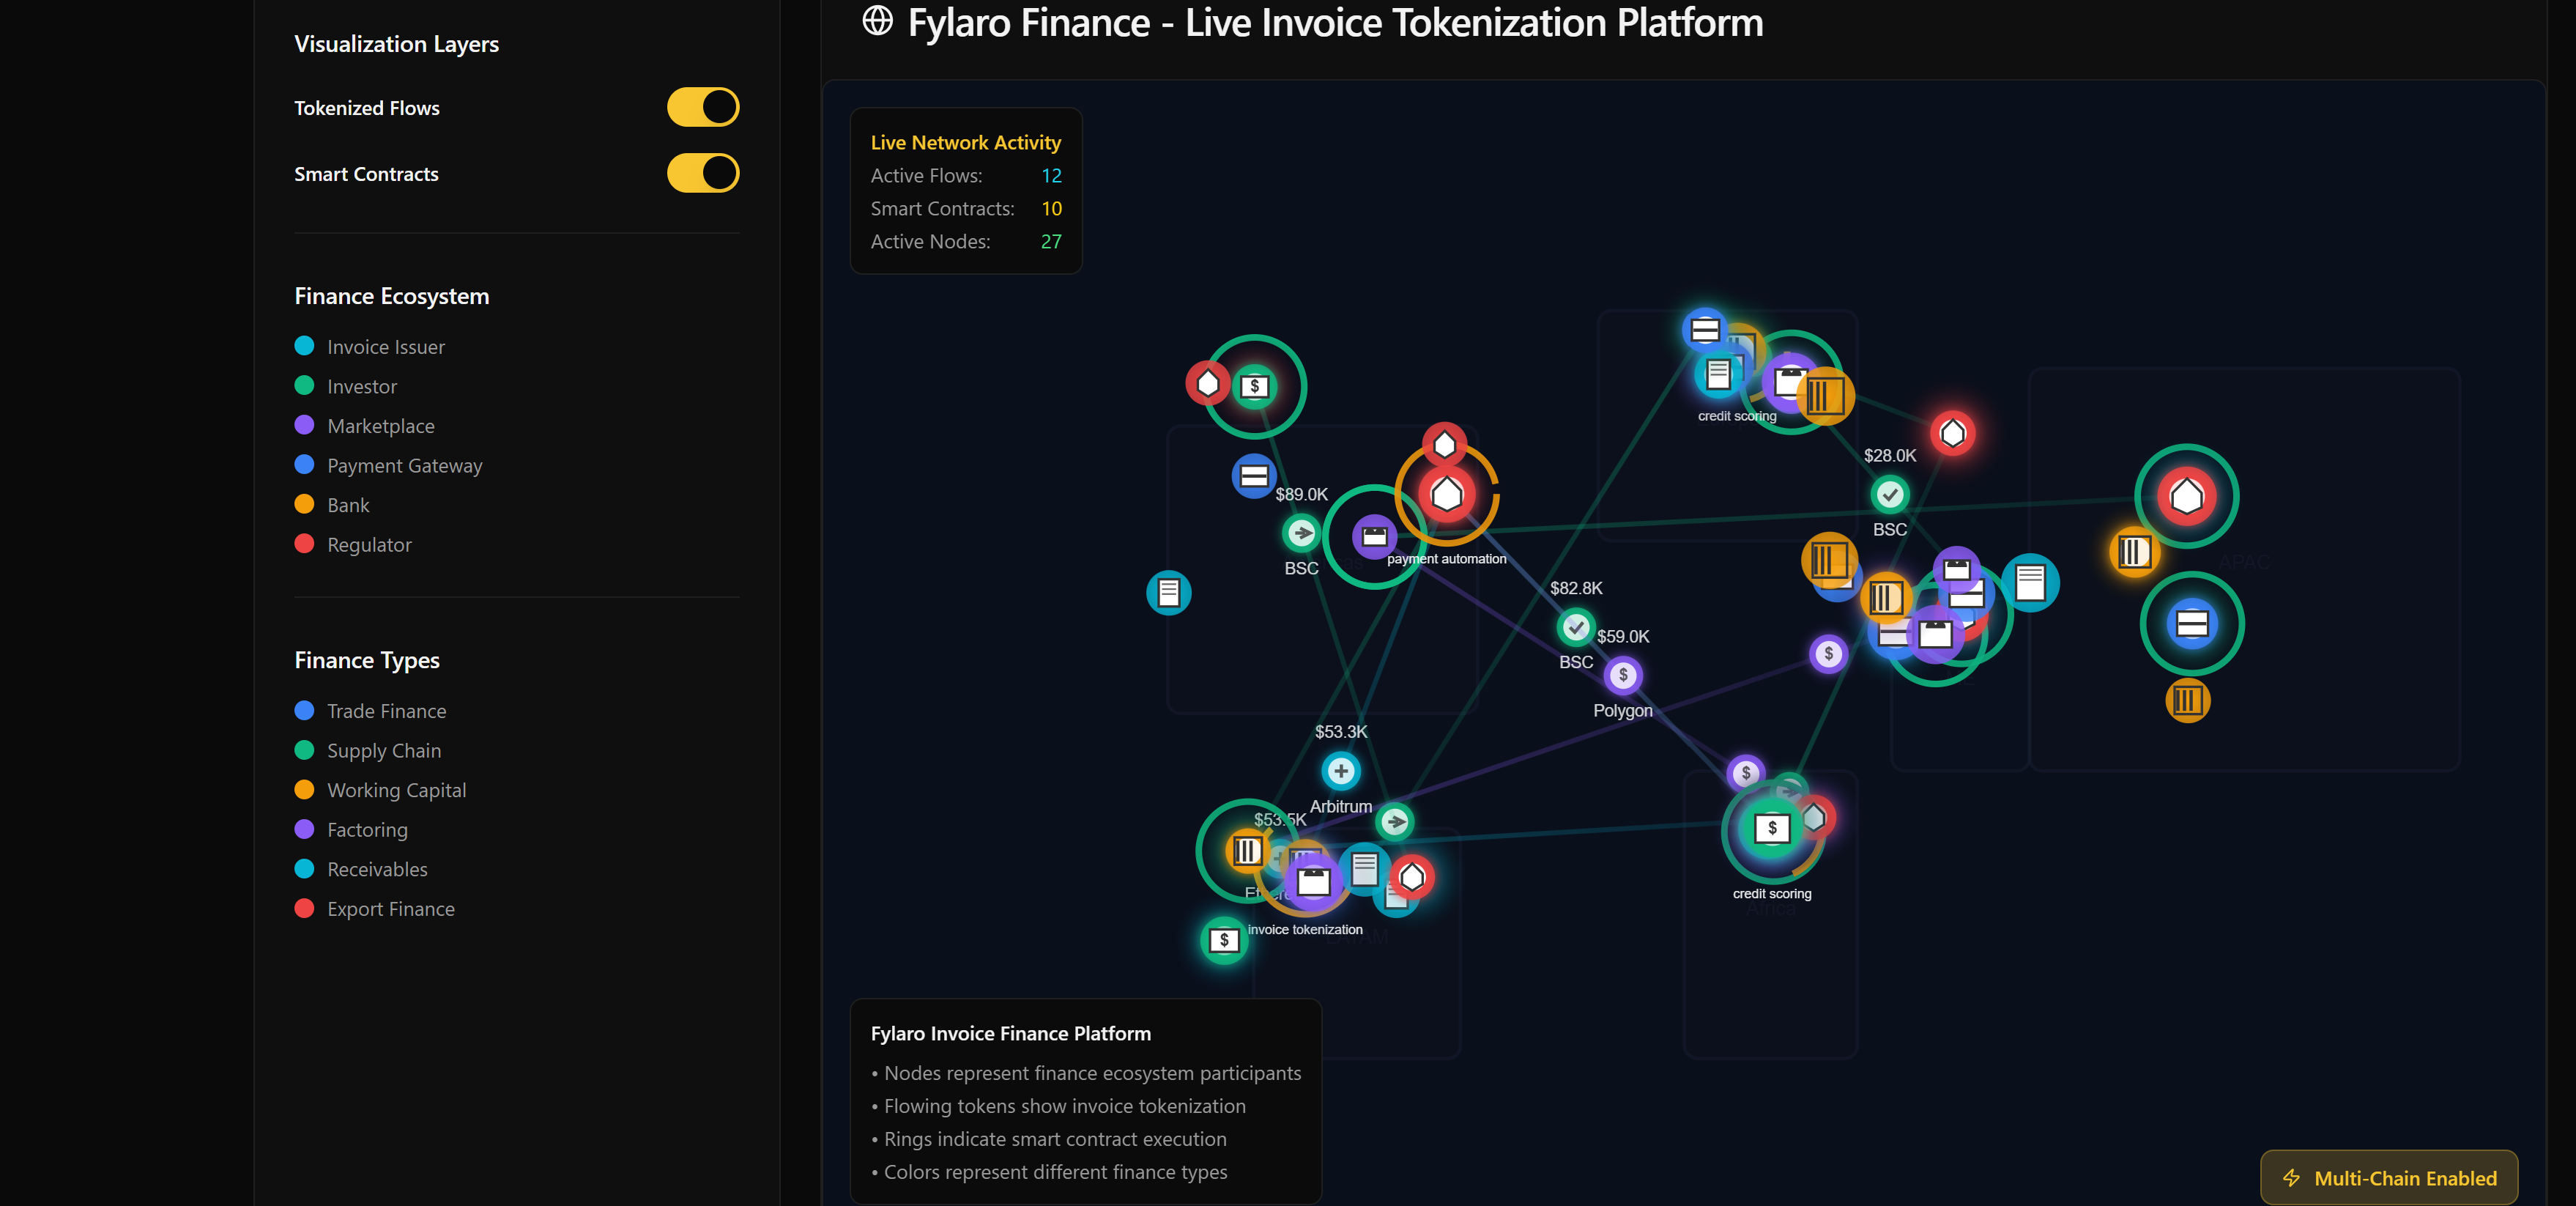 Visualization Layers
Tokenized Flows
Smart Contracts
Finance Ecosystem
Invoice Issuer
Investor
Marketplace
Payment Gateway
Bank
Regulator
Finance Types
Trade Finance
Supply Chain
Working Capital
Factoring
Receivables
Export Finance
Fylaro Finance - Live Invoice Tokenization Platform
Live Network Activity
Active Flows: 12
Smart Contracts: 10
Active Nodes: 27
credit scoring
$28.0K
BSC
$89.0K
BSC
payment automation
APAC
$82.8K
BSC
$59.0K
Polygon
$53.3K
Arbitrum
$53.5K
invoice tokenization
LATAM
credit scoring
Africa
Fylaro Invoice Finance Platform
• Nodes represent finance ecosystem participants
• Flowing tokens show invoice tokenization
• Rings indicate smart contract execution
• Colors represent different finance types
Multi-Chain Enabled